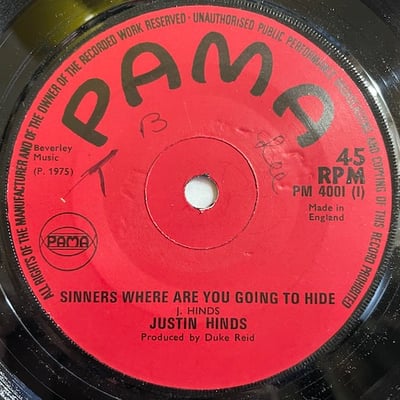 ALL RIGHTS OF THE MANUFACTURER AND OF THE OWNER OF THE RECORDED WORK RESERVED - UNAUTHORISED PUBLIC PERFORMANCE AND COPYING OF THIS RECORD PROHIBITED
PAMA
T
B
Lee
Beverley
Music
(P. 1975)
45
RPM
PM 4001 (I)
Made in
England
PAMA
SINNERS WHERE ARE YOU GOING TO HIDE
J. HINDS
JUSTIN HINDS
Produced by Duke Reid